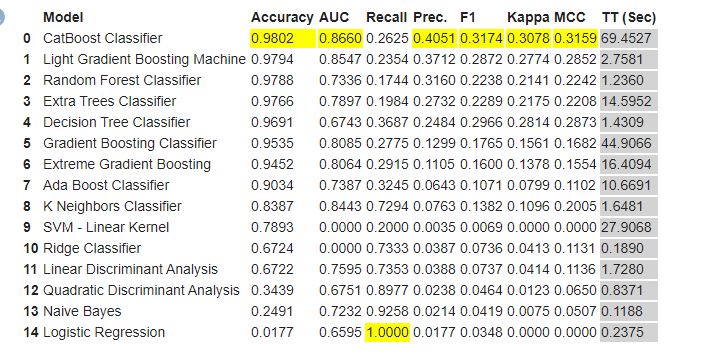 Model Accuracy AUC Recall Prec. F1 Kappa MCC TT (Sec)
0 CatBoost Classifier 0.9802 0.8660 0.2625 0.4051 0.3174 0.3078 0.3159 69.4527
1 Light Gradient Boosting Machine 0.9794 0.8547 0.2354 0.3712 0.2872 0.2774 0.2852 2.7581
2 Random Forest Classifier 0.9788 0.7336 0.1744 0.3160 0.2238 0.2141 0.2242 1.2360
3 Extra Trees Classifier 0.9766 0.7897 0.1984 0.2732 0.2289 0.2175 0.2208 14.5952
4 Decision Tree Classifier 0.9691 0.6743 0.3687 0.2484 0.2966 0.2814 0.2873 1.4309
5 Gradient Boosting Classifier 0.9535 0.8085 0.2775 0.1299 0.1765 0.1561 0.1682 44.9066
6 Extreme Gradient Boosting 0.9452 0.8064 0.2915 0.1105 0.1600 0.1378 0.1554 16.4094
7 Ada Boost Classifier 0.9034 0.7387 0.3245 0.0643 0.1071 0.0799 0.1102 10.6691
8 K Neighbors Classifier 0.8387 0.8443 0.7294 0.0763 0.1382 0.1096 0.2005 1.6481
9 SVM - Linear Kernel 0.7893 0.0000 0.2000 0.0035 0.0069 0.0000 0.0000 27.9068
10 Ridge Classifier 0.6724 0.0000 0.7333 0.0387 0.0736 0.0413 0.1131 0.1890
11 Linear Discriminant Analysis 0.6722 0.7595 0.7353 0.0388 0.0737 0.0414 0.1136 1.7280
12 Quadratic Discriminant Analysis 0.3439 0.6751 0.8977 0.0238 0.0464 0.0123 0.0650 0.8371
13 Naive Bayes 0.2491 0.7232 0.9258 0.0214 0.0419 0.0075 0.0507 0.1188
14 Logistic Regression 0.0177 0.6595 1.0000 0.0177 0.0348 0.0000 0.0000 0.2375